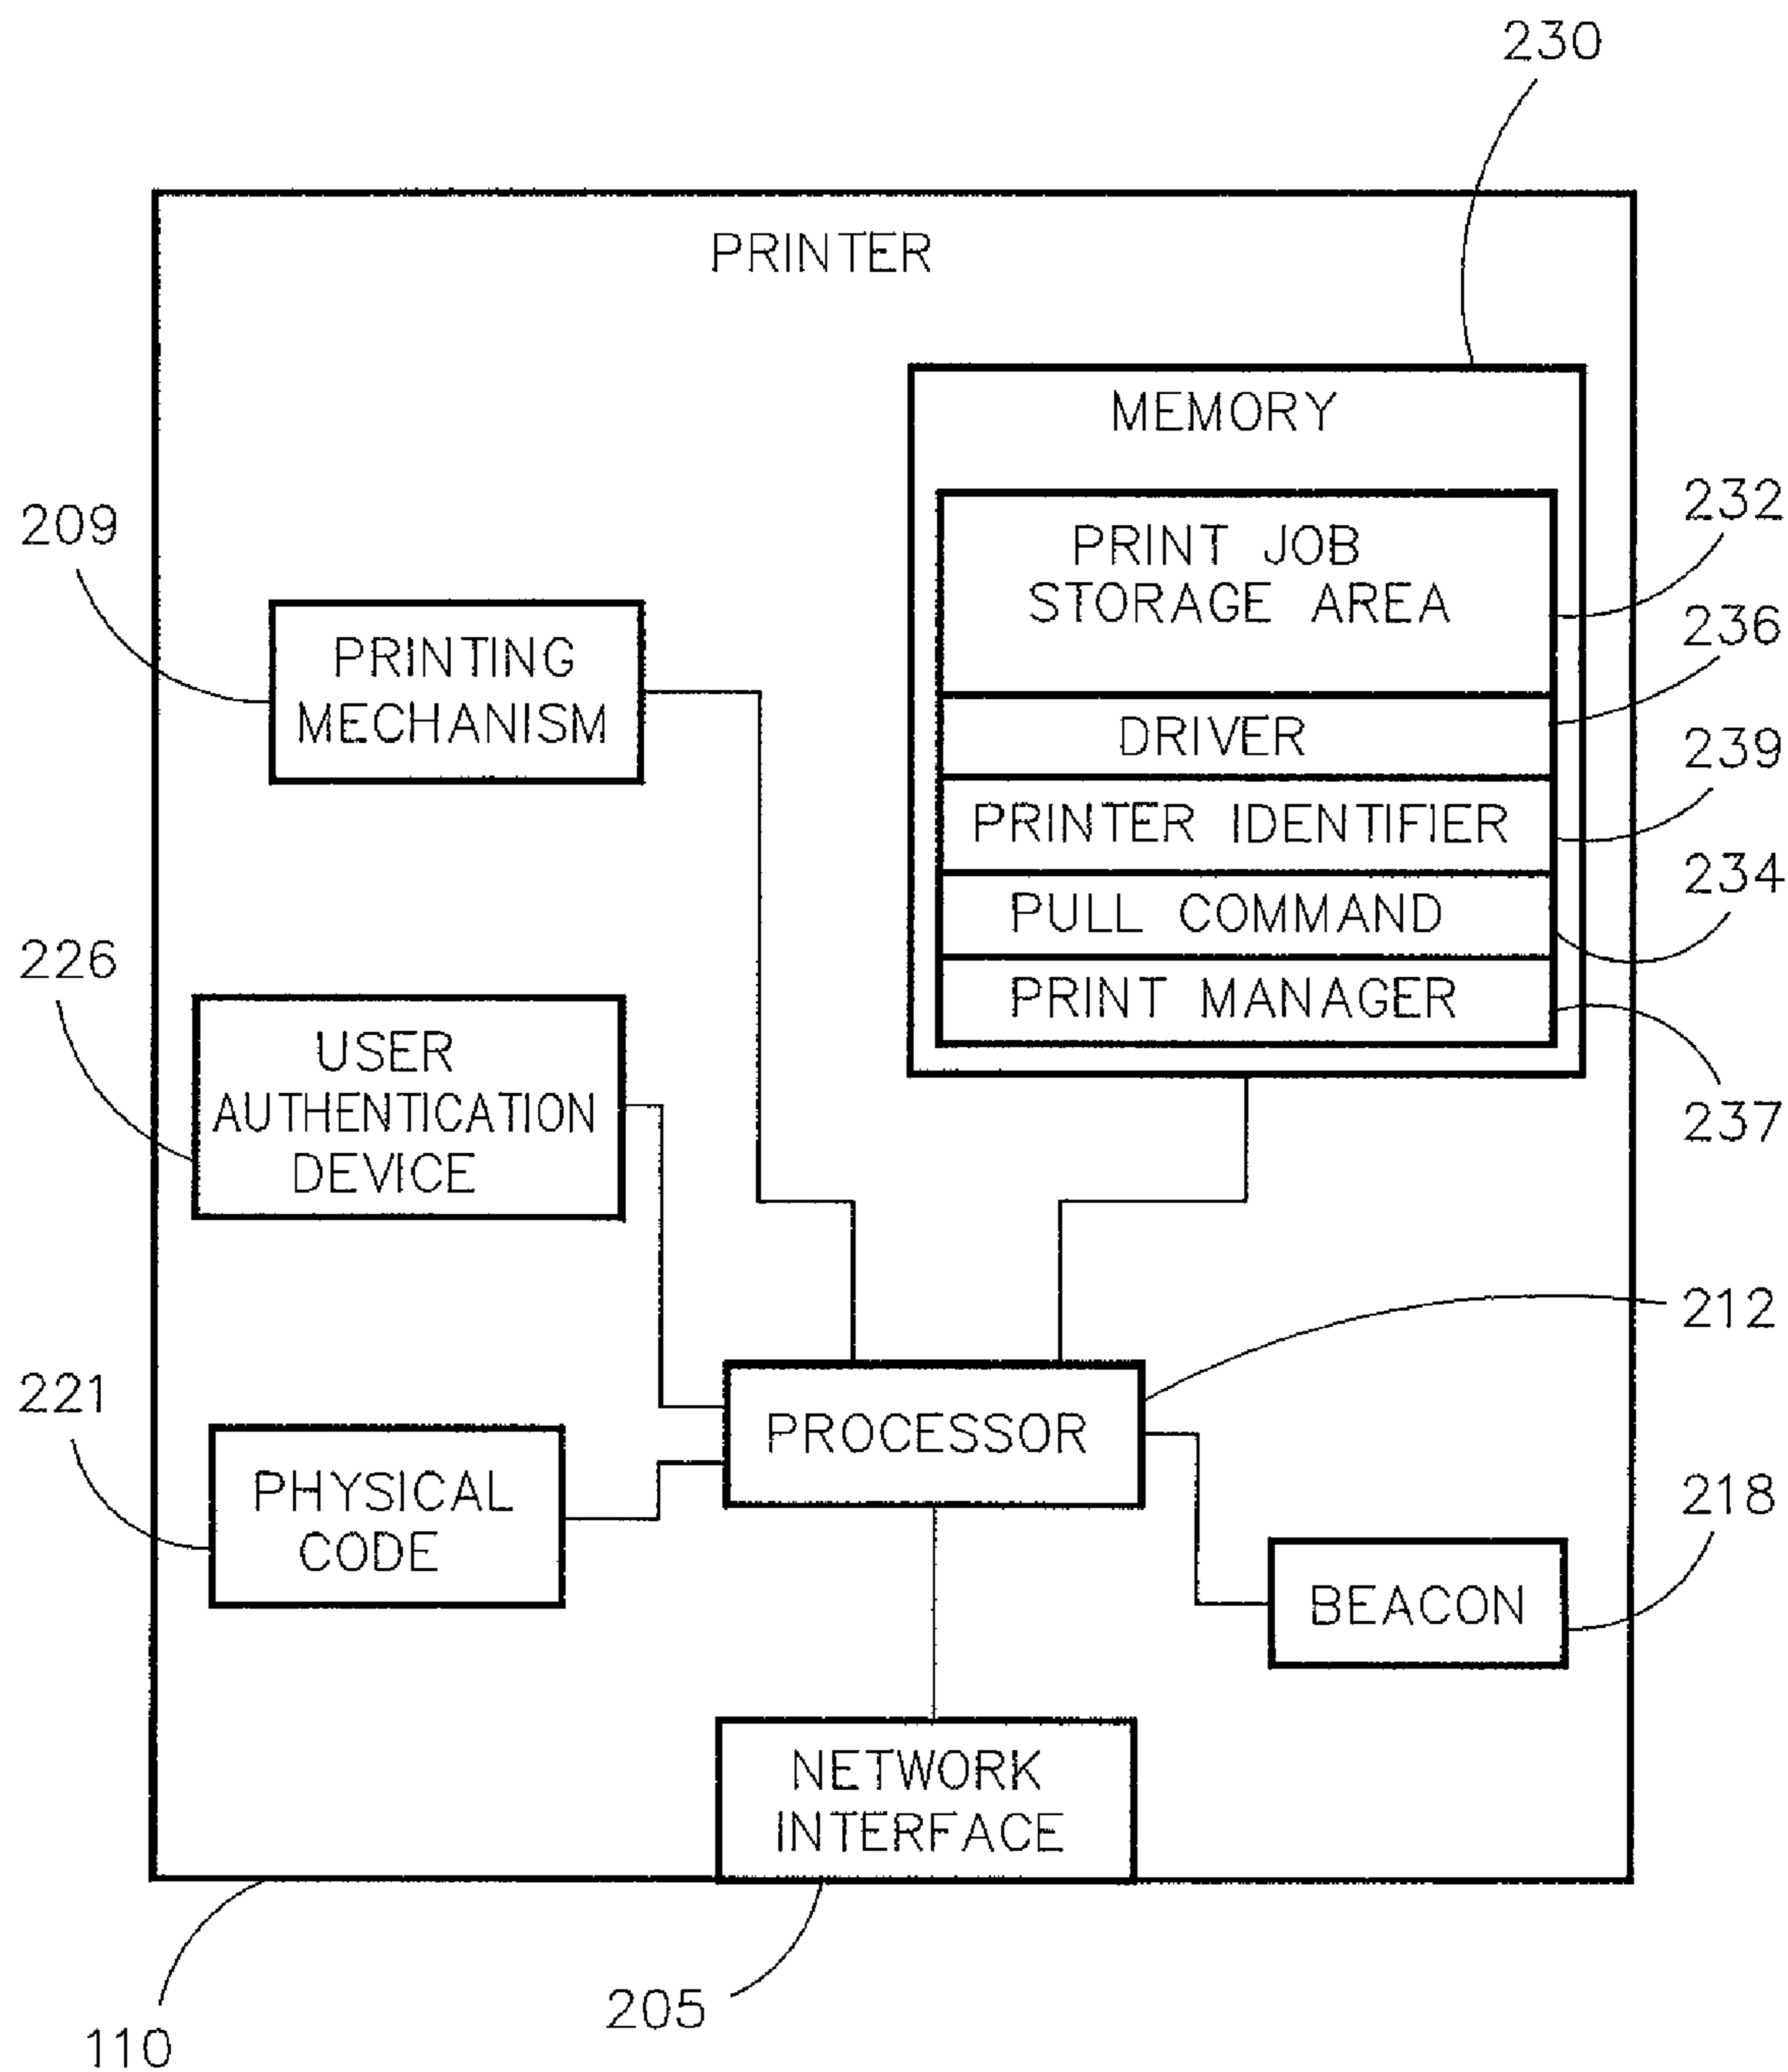 230
PRINTER
MEMORY
232
PRINT JOB
STORAGE AREA
209
236
PRINTING
MECHANISM
DRIVER
239
PRINTER IDENTIFIER
234
PULL COMMAND
226
PRINT MANAGER
USER
AUTHENTICATION
DEVICE
237
212
221
PROCESSOR
PHYSICAL
CODE
218
BEACON
NETWORK
INTERFACE
205
110